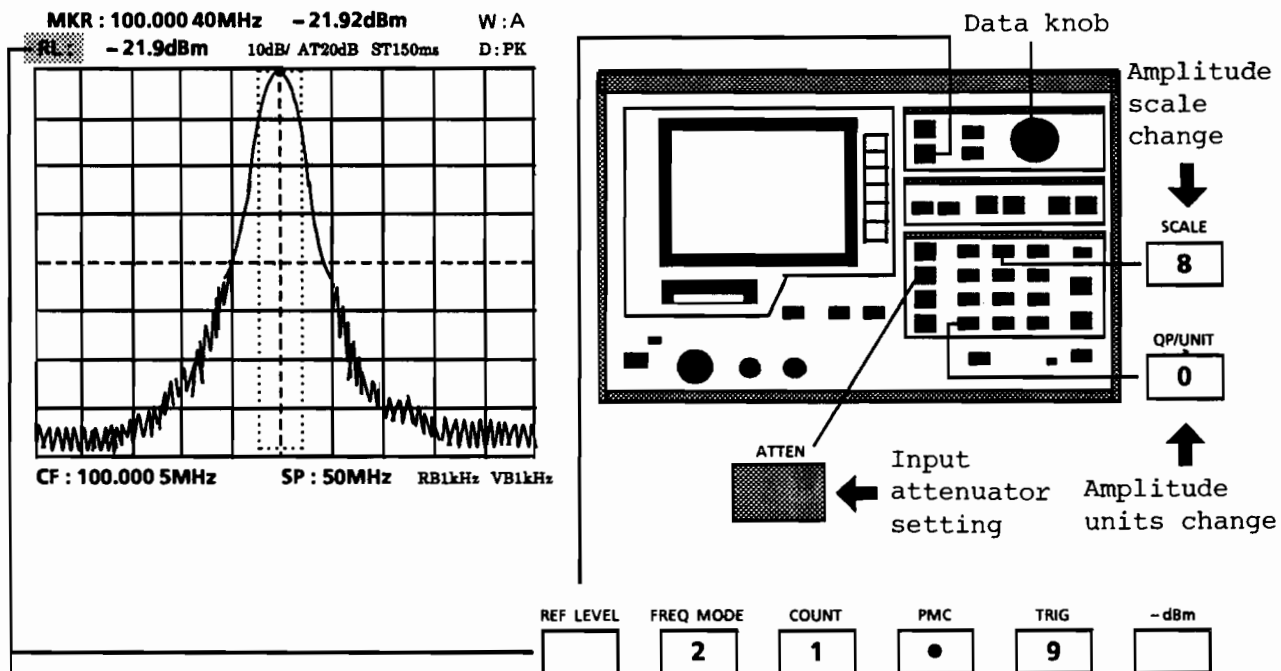 MKR : 100.000 40MHz –21.92dBm W : A
RL : –21.9dBm 10dB/ AT20dB ST150ms D : PK
CF : 100.000 5MHz SP : 50MHz RB1kHz VB1kHz
Data knob
Amplitude
scale
change
SCALE
8
QP/UNIT
0
Amplitude
units change
ATTEN
Input
attenuator
setting
REF LEVEL
FREQ MODE
2
COUNT
1
PMC
●
TRIG
9
–dBm